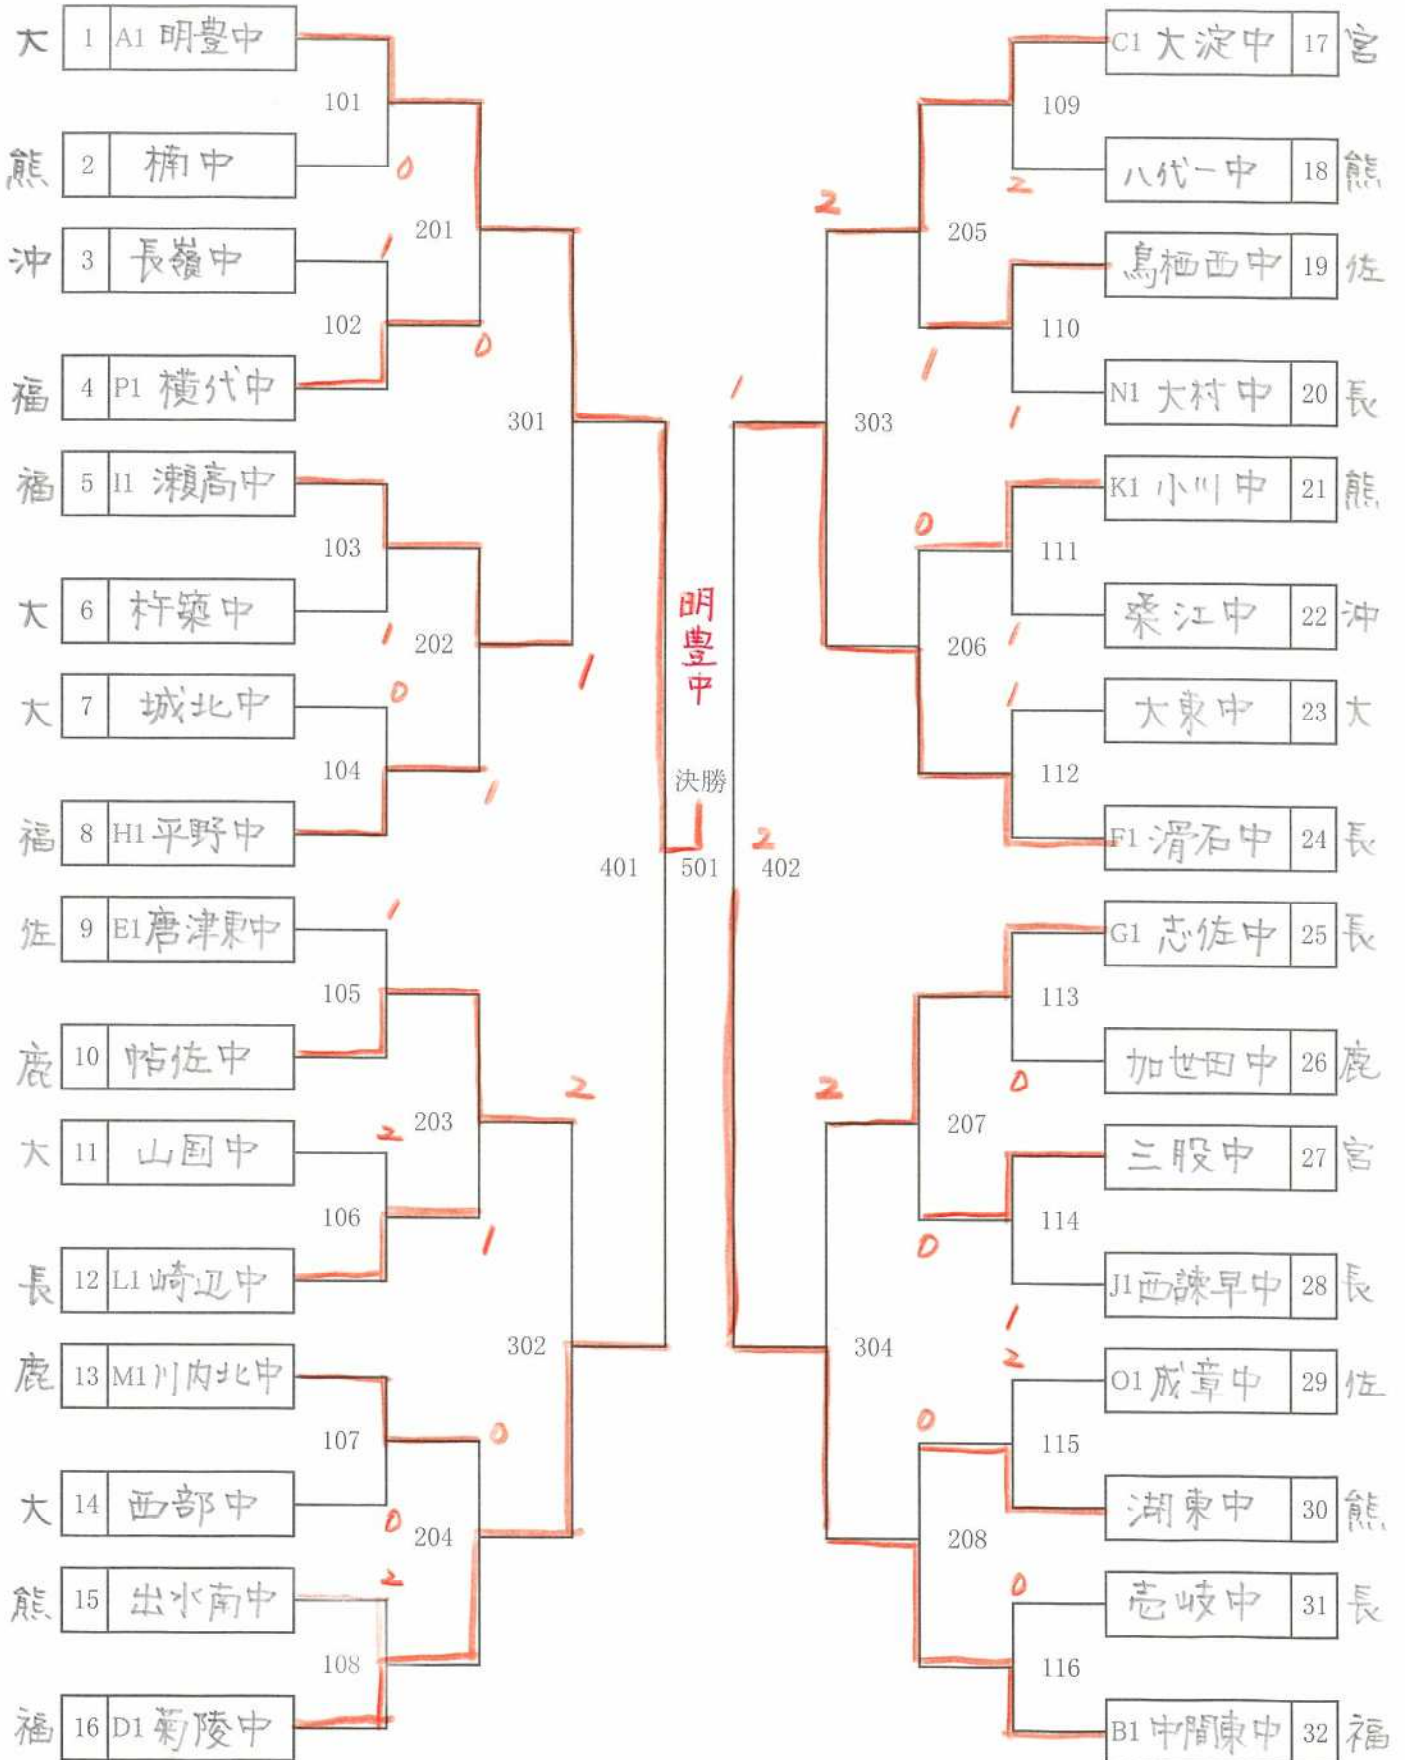 大 1 A1 明豊中
101
熊 2 楠中
0
201
1
沖 3 長嶺中
102
0
福 4 P1 横代中
301
福 5 I1 瀬高中
103
大 6 杵築中
1
202
1
0
大 7 城北中
104
1
福 8 H1 平野中
1
佐 9 E1 唐津東中
105
鹿 10 帖佐中
2
203
2
大 11 山国中
106
1
長 12 L1 崎辺中
302
鹿 13 M1 川内北中
107
0
大 14 西部中
0
204
2
熊 15 出水南中
108
福 16 D1 菊陵中
明豊中
決勝
401 501 402
1
2
C1 大淀中 17 宮
109
八代一中 18 熊
2
2
205
鳥栖西中 19 佐
110
1
N1 大村中 20 長
1
303
K1 小川中 21 熊
0
111
桑江中 22 沖
1
206
1
大東中 23 大
112
F1 滑石中 24 長
G1 志佐中 25 長
113
加世田中 26 鹿
0
2
207
三股中 27 宮
114
0
J1 西諫早中 28 長
1
304
2
O1 成章中 29 佐
0
115
湖東中 30 熊
208
0
壱岐中 31 長
116
B1 中間東中 32 福